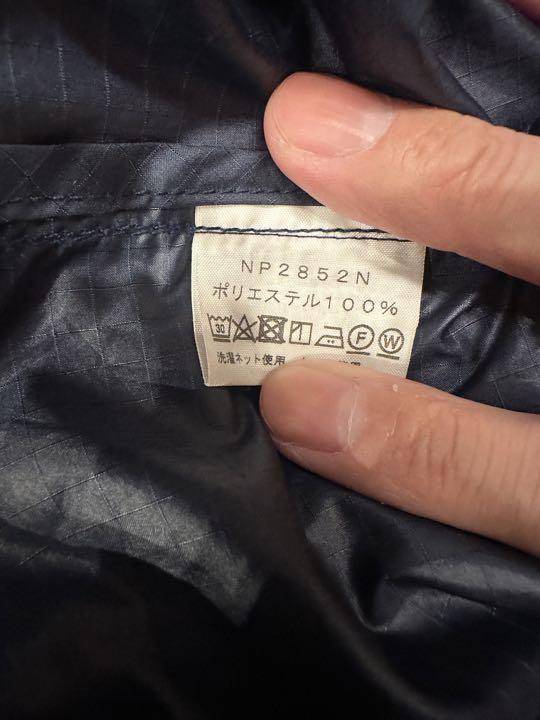 NP2852N
ポリエステル100%
30 F W
洗濯ネット使用